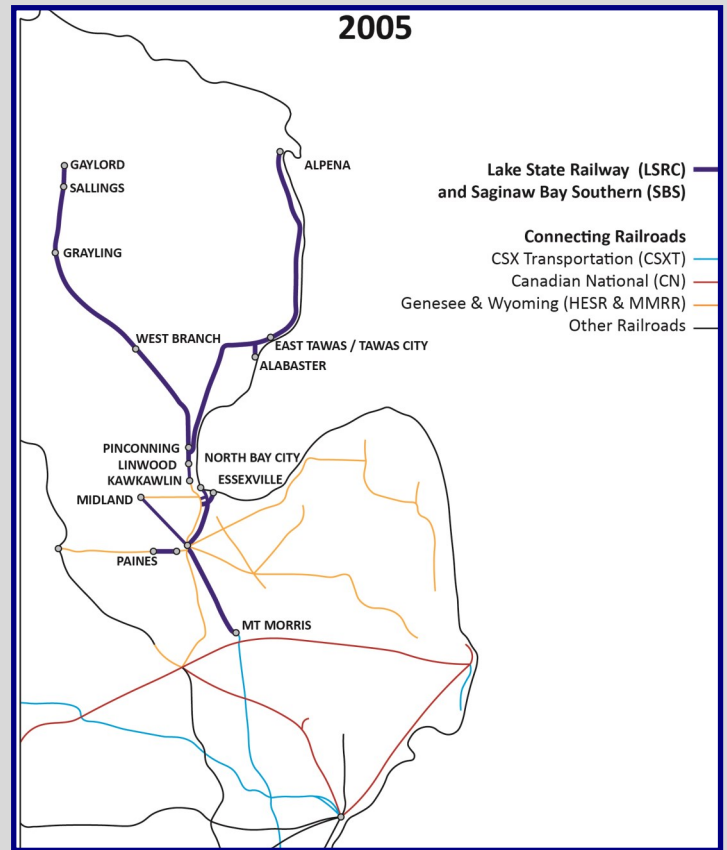 2005
GAYLORD
ALPENA
SALLINGS
Lake State Railway (LSRC)
and Saginaw Bay Southern (SBS)
Connecting Railroads
CSX Transportation (CSXT)
Canadian National (CN)
Genesee & Wyoming (HESR & MMRR)
Other Railroads
GRAYLING
WEST BRANCH
EAST TAWAS / TAWAS CITY
ALABASTER
PINCONNING
LINWOOD
NORTH BAY CITY
KAWKAWLIN
ESSEXVILLE
MIDLAND
PAINES
MT MORRIS